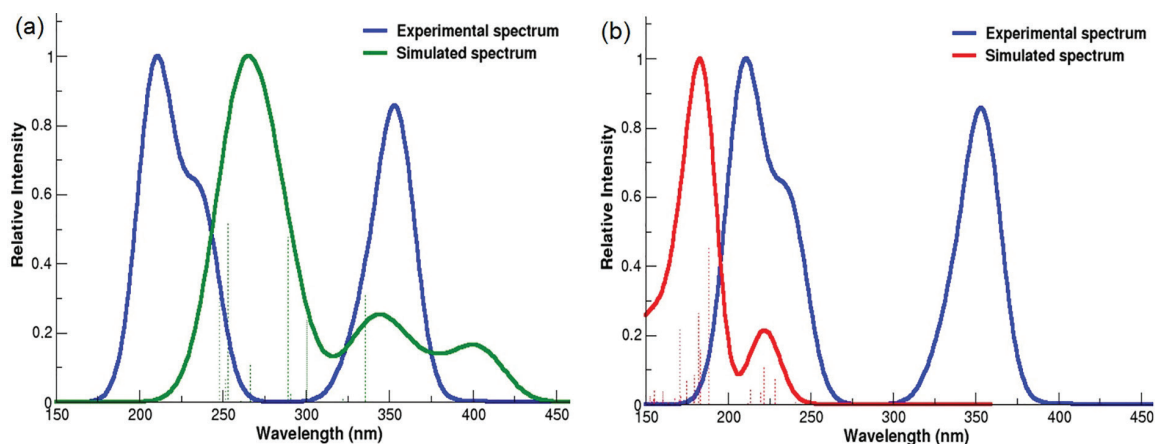 (a)
Experimental spectrum
Simulated spectrum
1
0.8
0.6
0.4
0.2
0
Relative Intensity
150 200 250 300 350 400 450
Wavelength (nm)
(b)
Experimental spectrum
Simulated spectrum
1
0.8
0.6
0.4
0.2
0
Relative Intensity
150 200 250 300 350 400 450
Wavelength (nm)